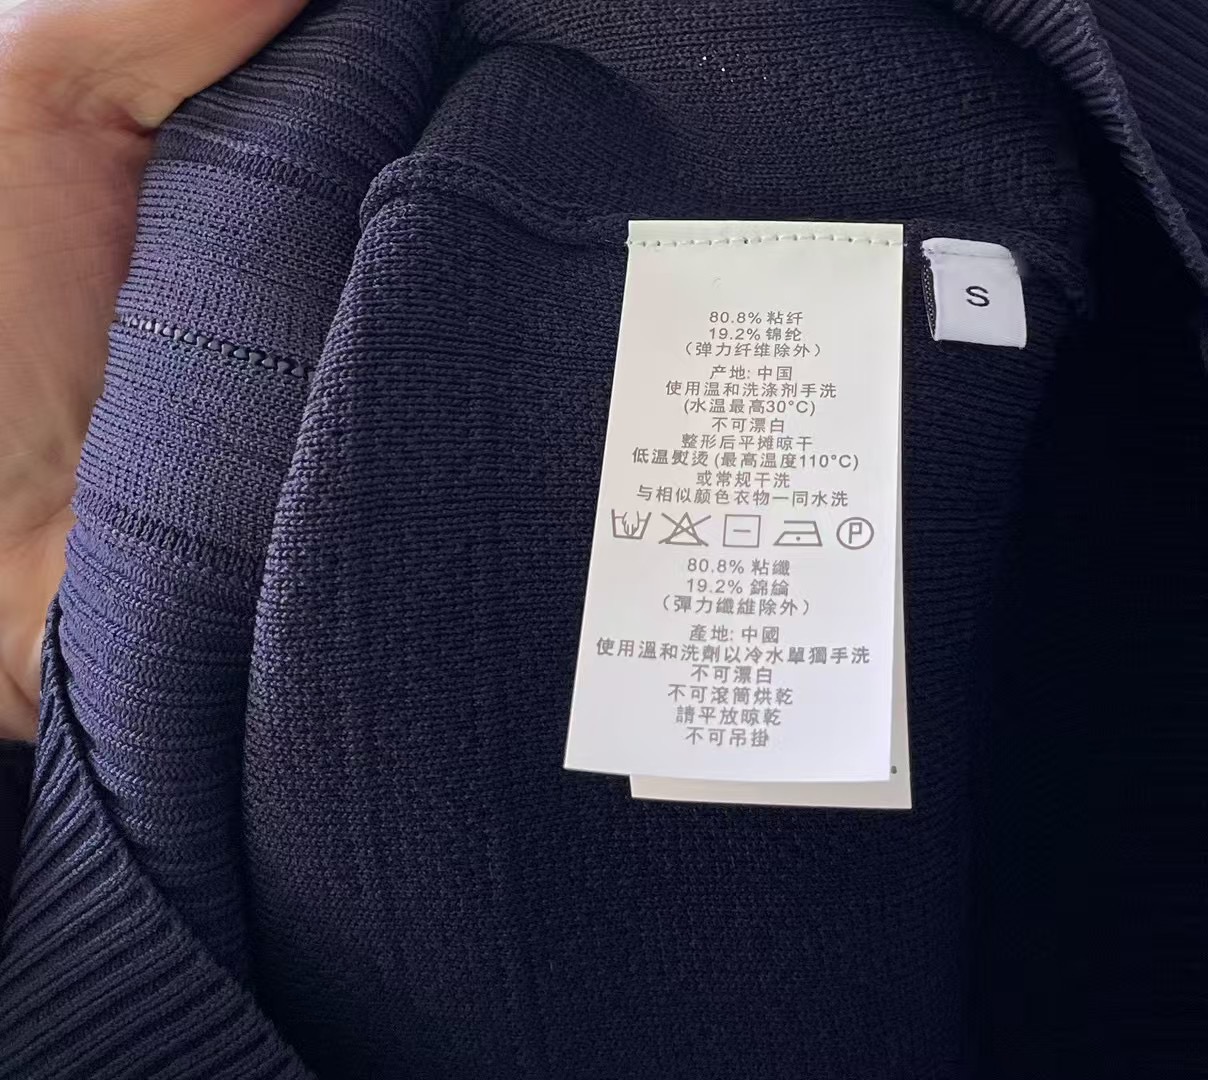 80.8% 粘纤
19.2% 锦纶
（弹力纤维除外）
产地: 中国
使用温和洗涤剂手洗
(水温最高30°C)
不可漂白
整形后平摊晾干
低温熨烫 (最高温度110°C)
或常规干洗
与相似颜色衣物一同水洗
P
80.8% 粘纖
19.2% 錦綸
（彈力纖維除外）
產地: 中國
使用溫和洗劑以冷水單獨手洗
不可漂白
不可滾筒烘乾
請平放晾乾
不可吊掛
S